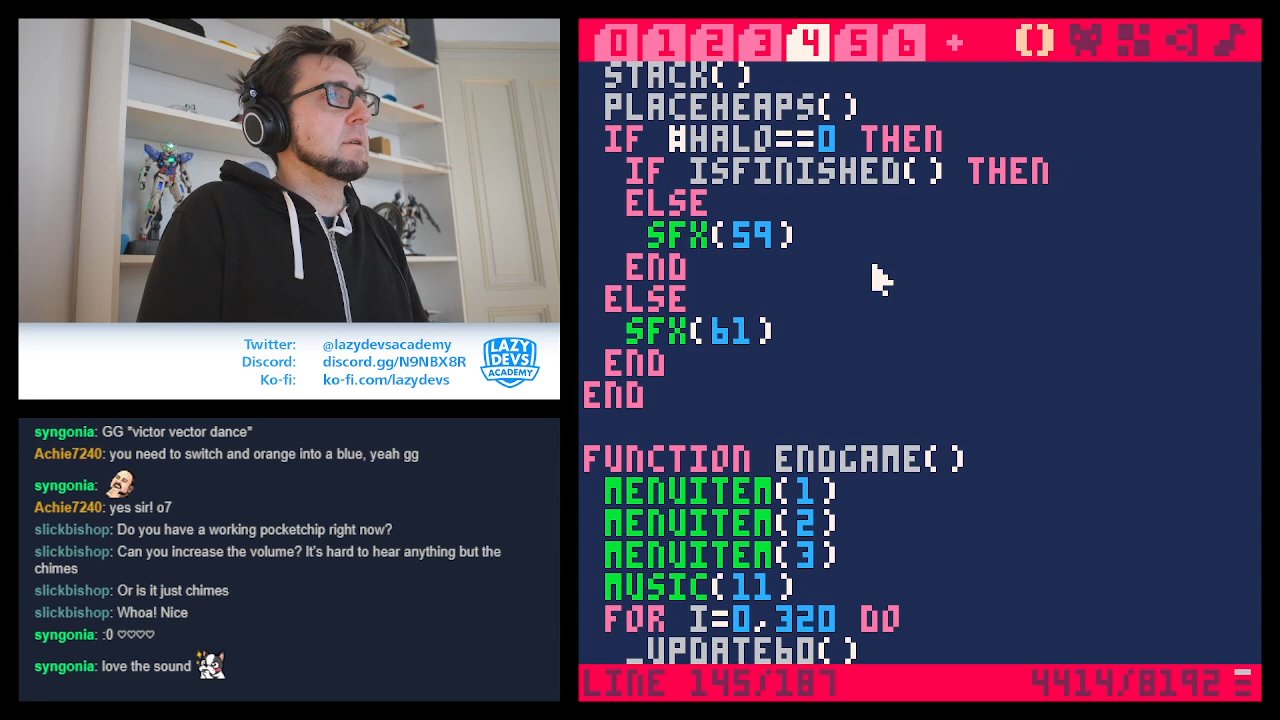 Twitter: @lazydevsacademy
Discord: discord.gg/N9NBX8R
Ko-fi: ko-fi.com/lazydevs
LAZY
DEVS
ACADEMY
syngonia: GG *victor vector dance*
Achie7240: you need to switch and orange into a blue, yeah gg
syngonia:
Achie7240: yes sir! o7
slickbishop: Do you have a working pocketchip right now?
slickbishop: Can you increase the volume? It's hard to hear anything but the
chimes
slickbishop: Or is it just chimes
slickbishop: Whoa! Nice
syngonia: :0 ♡♡♡♡
syngonia: love the sound
0 1 2 3 4 5 6 + ()
STACK()
PLACEHEAPS()
IF #HALO==0 THEN
IF ISFINISHED() THEN
ELSE
SFX(59)
END
ELSE
SFX(61)
END
END
FUNCTION ENDGAME()
MENUITEM(1)
MENUITEM(2)
MENUITEM(3)
MUSIC(11)
FOR I=0,320 DO
_UPDATE60()
LINE 145/187 4414/8192